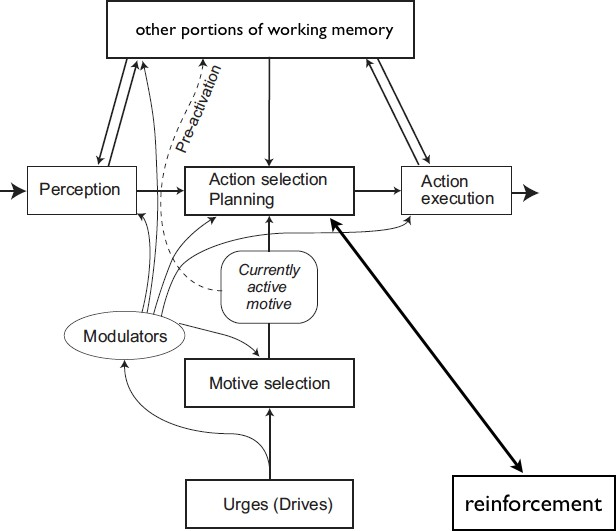 other portions of working memory
Pre-activation
Perception
Action selection
Planning
Action
execution
Currently
active
motive
Modulators
Motive selection
Urges (Drives)
reinforcement